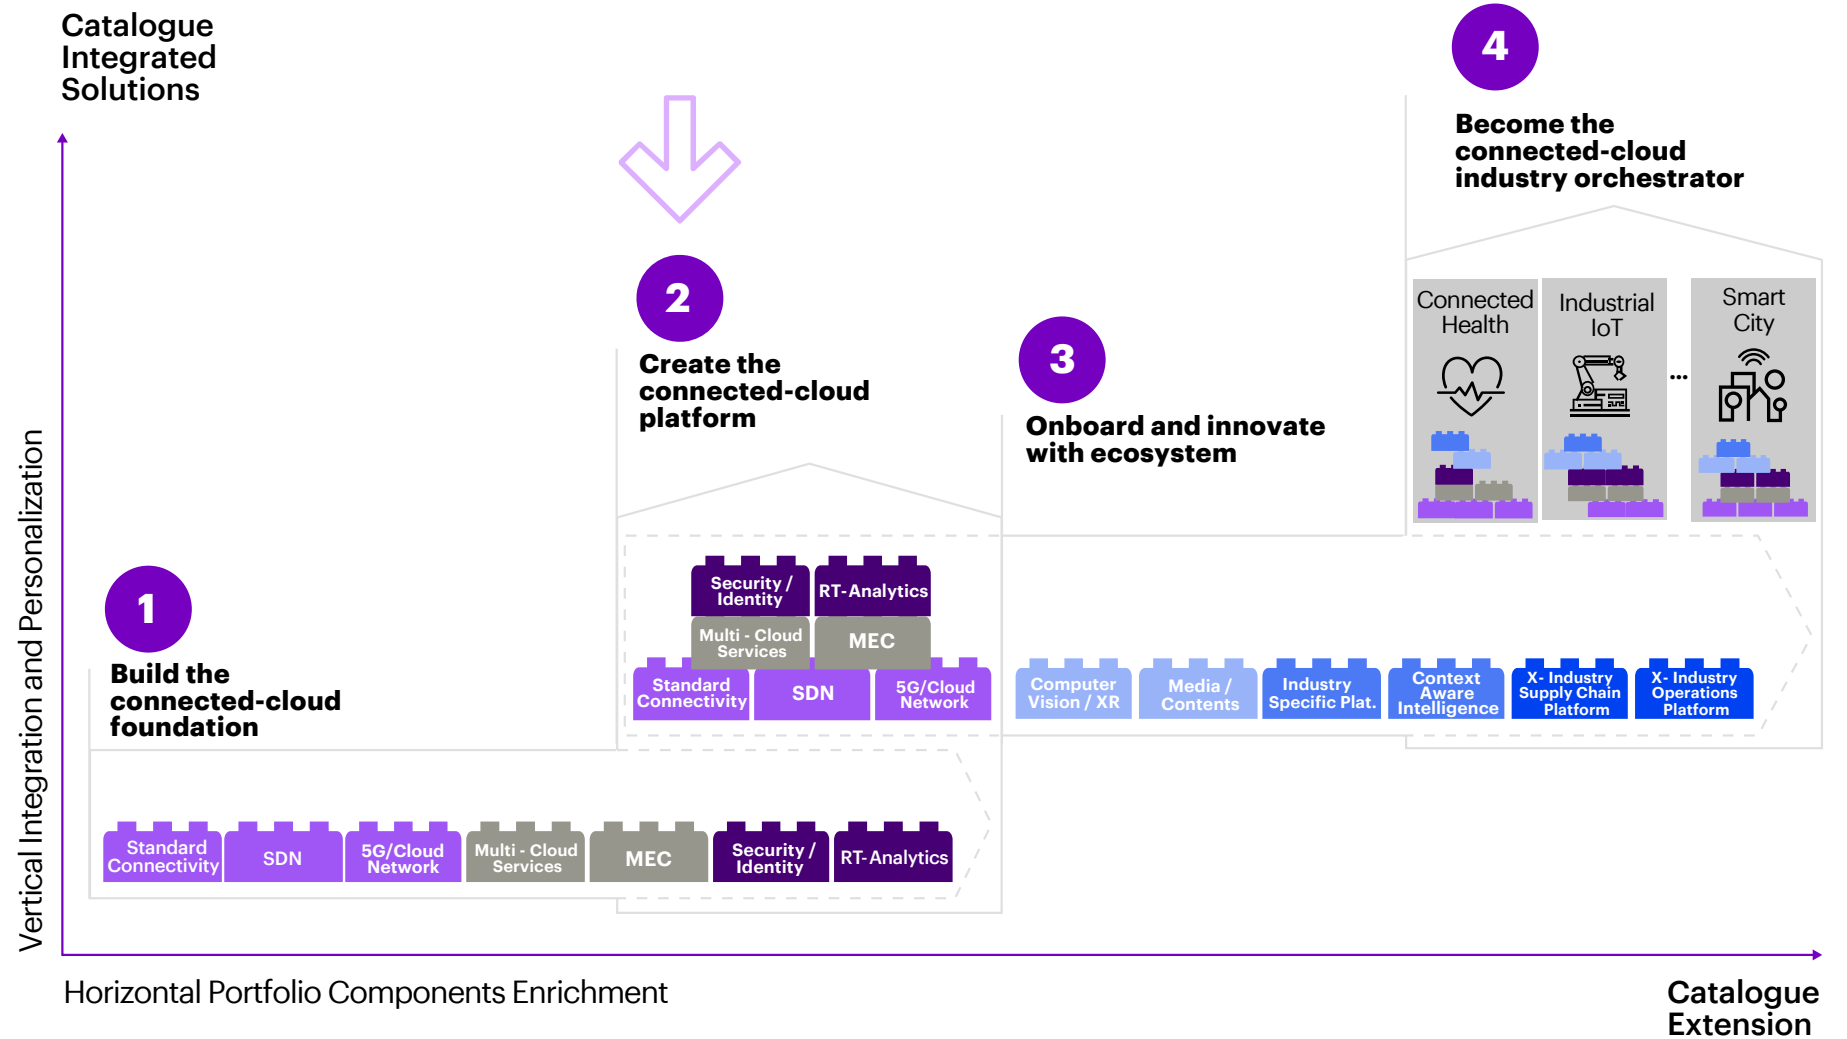 Catalogue
Integrated
Solutions
4
Become the
connected-cloud
industry orchestrator
2
Create the
connected-cloud
platform
3
Onboard and innovate
with ecosystem
Connected
Health
Industrial
IoT
...
Smart
City
1
Build the
connected-cloud
foundation
Security /
Identity
RT-Analytics
Multi - Cloud
Services
MEC
Standard
Connectivity
SDN
5G/Cloud
Network
Computer
Vision / XR
Media /
Contents
Industry
Specific Plat.
Context
Aware
Intelligence
X- Industry
Supply Chain
Platform
X- Industry
Operations
Platform
Standard
Connectivity
SDN
5G/Cloud
Network
Multi - Cloud
Services
MEC
Security /
Identity
RT-Analytics
Vertical Integration and Personalization
Horizontal Portfolio Components Enrichment
Catalogue
Extension